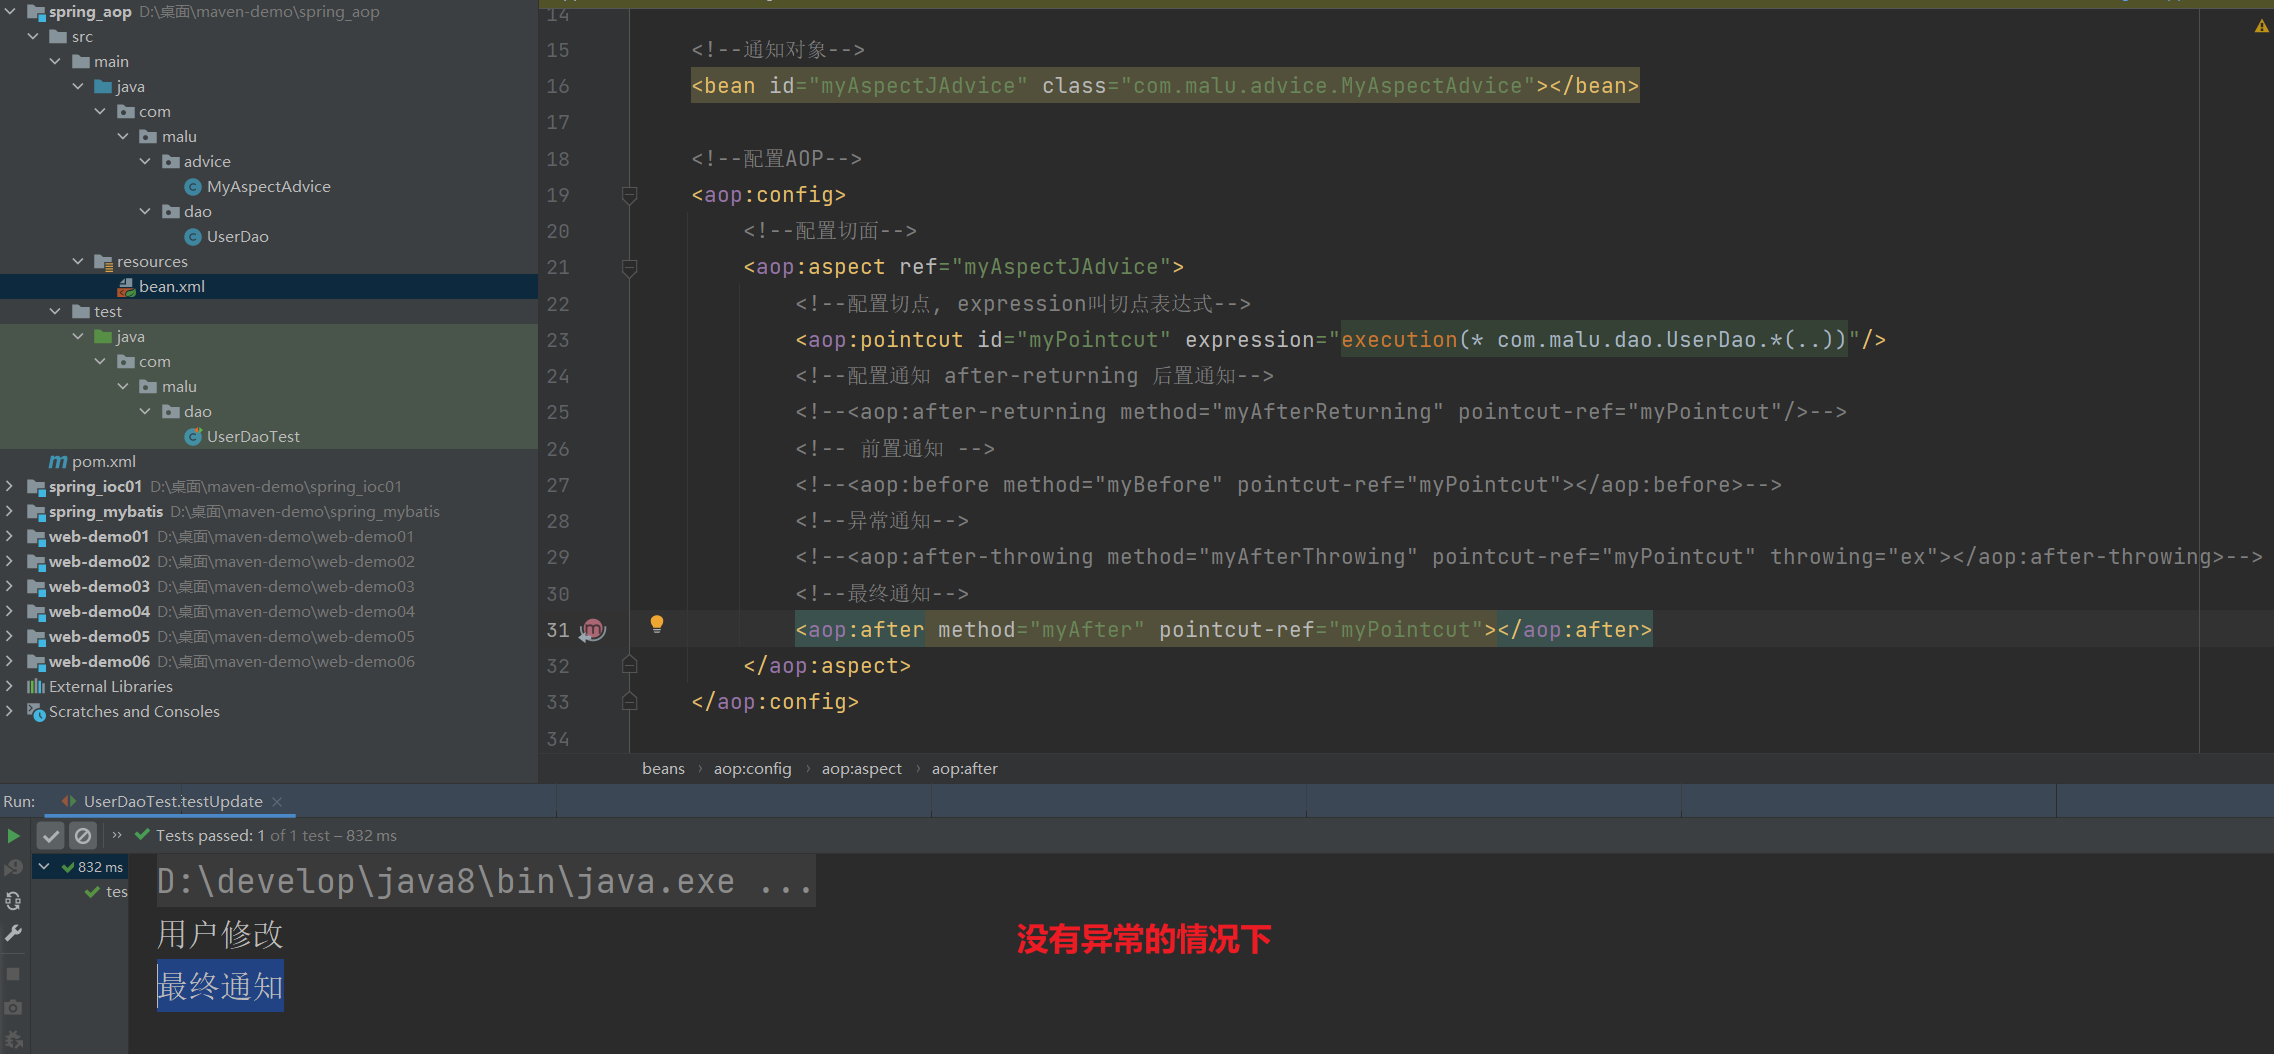 spring_aop D:\桌面\maven-demo\spring_aop
src
main
java
com
malu
advice
MyAspectAdvice
dao
UserDao
resources
bean.xml
test
java
com
malu
dao
UserDaoTest
pom.xml
spring_ioc01 D:\桌面\maven-demo\spring_ioc01
spring_mybatis D:\桌面\maven-demo\spring_mybatis
web-demo01 D:\桌面\maven-demo\web-demo01
web-demo02 D:\桌面\maven-demo\web-demo02
web-demo03 D:\桌面\maven-demo\web-demo03
web-demo04 D:\桌面\maven-demo\web-demo04
web-demo05 D:\桌面\maven-demo\web-demo05
web-demo06 D:\桌面\maven-demo\web-demo06
External Libraries
Scratches and Consoles
14
15 <!--通知对象-->
16 <bean id="myAspectJAdvice" class="com.malu.advice.MyAspectAdvice"></bean>
17
18 <!--配置AOP-->
19 <aop:config>
20 <!--配置切面-->
21 <aop:aspect ref="myAspectJAdvice">
22 <!--配置切点, expression叫切点表达式-->
23 <aop:pointcut id="myPointcut" expression="execution(* com.malu.dao.UserDao.*(..))"/>
24 <!--配置通知 after-returning 后置通知-->
25 <!--<aop:after-returning method="myAfterReturning" pointcut-ref="myPointcut"/>-->
26 <!-- 前置通知 -->
27 <!--<aop:before method="myBefore" pointcut-ref="myPointcut"></aop:before>-->
28 <!--异常通知-->
29 <!--<aop:after-throwing method="myAfterThrowing" pointcut-ref="myPointcut" throwing="ex"></aop:after-throwing>-->
30 <!--最终通知-->
31 <aop:after method="myAfter" pointcut-ref="myPointcut"></aop:after>
32 </aop:aspect>
33 </aop:config>
34
beans › aop:config › aop:aspect › aop:after
Run: UserDaoTest.testUpdate ×
» Tests passed: 1 of 1 test – 832 ms
832 ms
tes
D:\develop\java8\bin\java.exe ...
用户修改
没有异常的情况下
最终通知